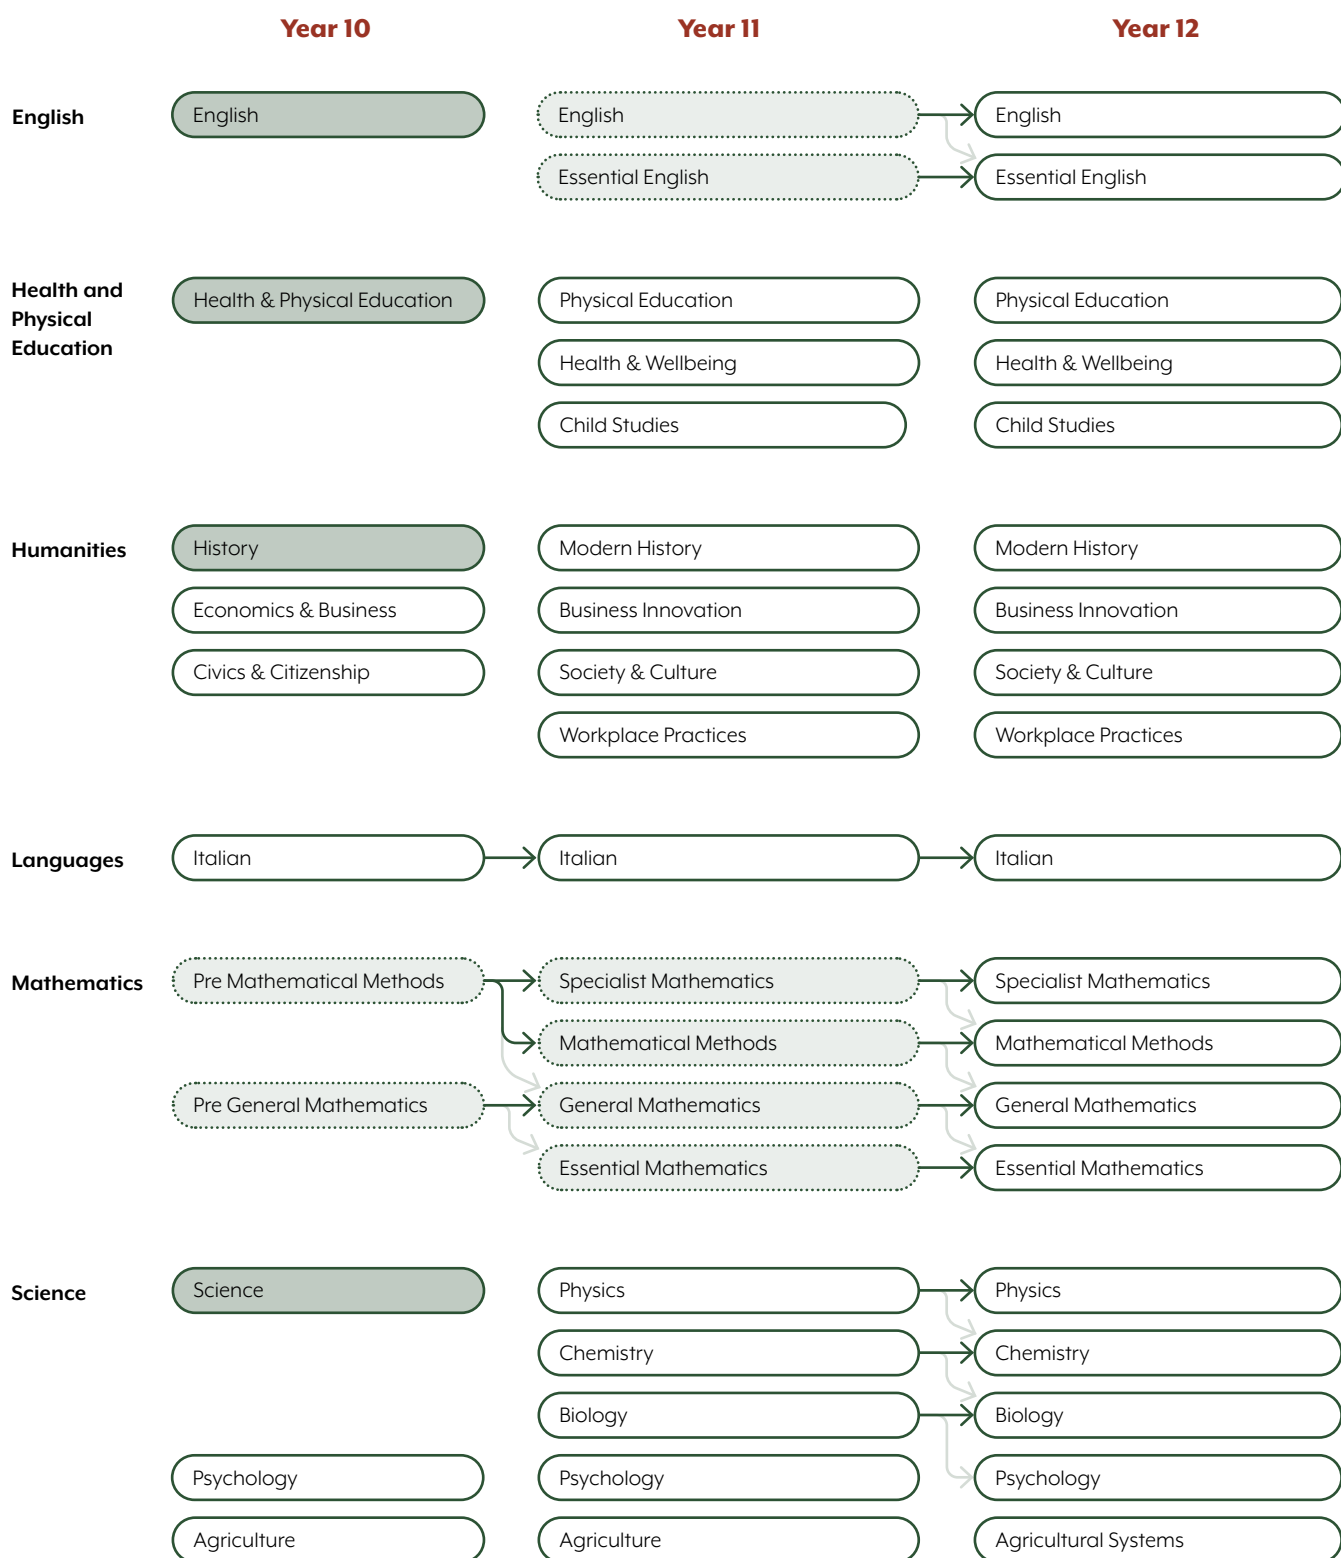 Year 10 Year 11 Year 12
English English English English
Essential English Essential English
Health and
Physical
Education
Health & Physical Education Physical Education Physical Education
Health & Wellbeing Health & Wellbeing
Child Studies Child Studies
Humanities History Modern History Modern History
Economics & Business Business Innovation Business Innovation
Civics & Citizenship Society & Culture Society & Culture
Workplace Practices Workplace Practices
Languages Italian Italian Italian
Mathematics Pre Mathematical Methods Specialist Mathematics Specialist Mathematics
Mathematical Methods Mathematical Methods
Pre General Mathematics General Mathematics General Mathematics
Essential Mathematics Essential Mathematics
Science Science Physics Physics
Chemistry Chemistry
Biology Biology
Psychology Psychology Psychology
Agriculture Agriculture Agricultural Systems